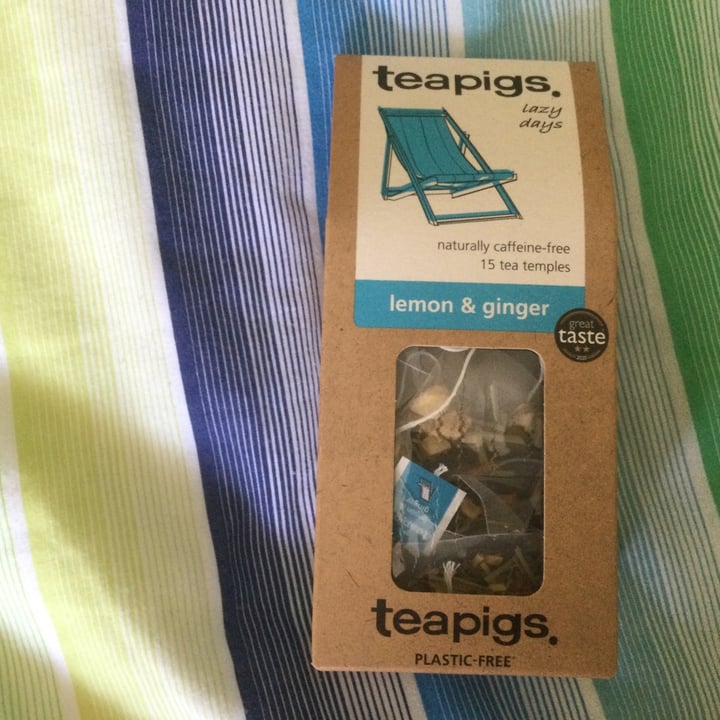 teapigs.
lazy
days
naturally caffeine-free
15 tea temples
lemon & ginger
great
taste
teapigs.
PLASTIC-FREE